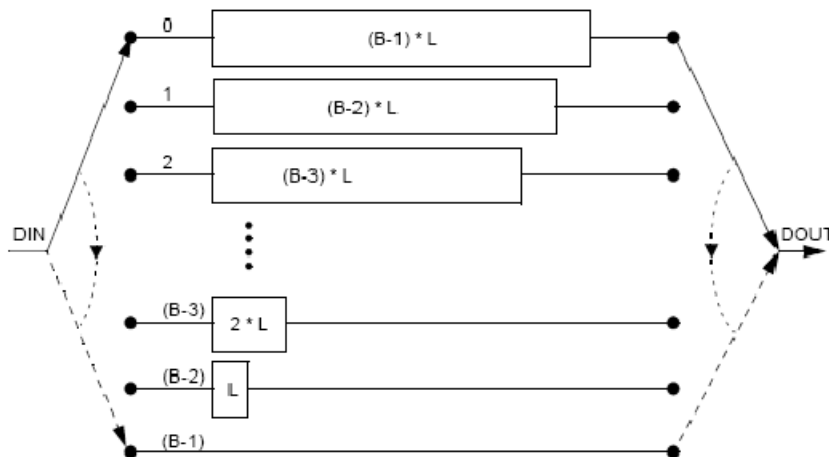 0
(B-1) * L
1
(B-2) * L
2
(B-3) * L
DIN
DOUT
(B-3)
2 * L
(B-2)
L
(B-1)